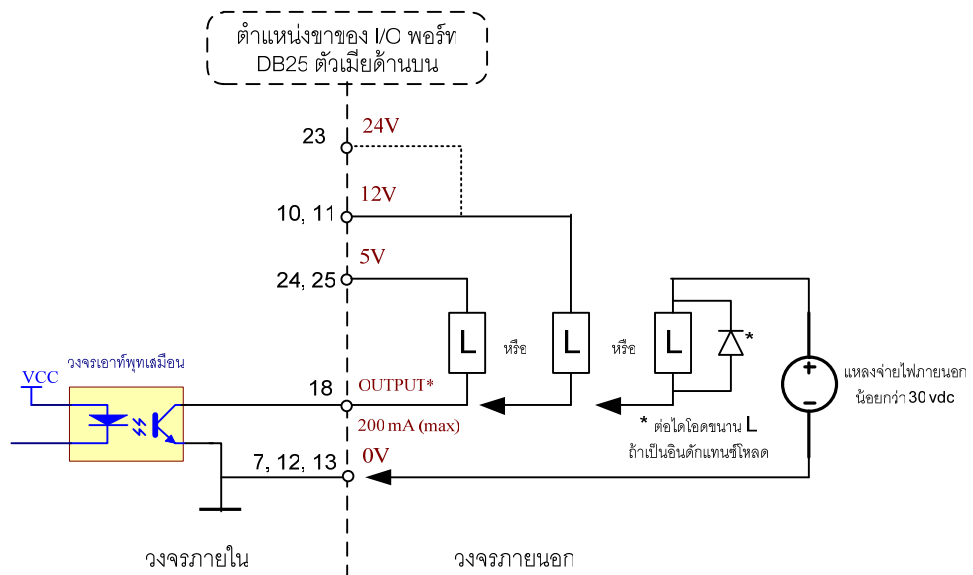 ตำแหน่งขาของ I/O พอร์ท
DB25 ตัวเมียด้านบน
23
24V
10, 11
12V
24, 25
5V
L
หรือ
L
หรือ
L
*
แหลงจ่ายไฟภายนอก
น้อยกว่า 30 vdc
วงจรเอาท์พุทเสมือน
VCC
18
OUTPUT*
200 mA (max)
* ต่อไดโอดขนาน L
ถ้าเป็นอินดักแทนซ์โหลด
7, 12, 13
0V
วงจรภายใน
วงจรภายนอก